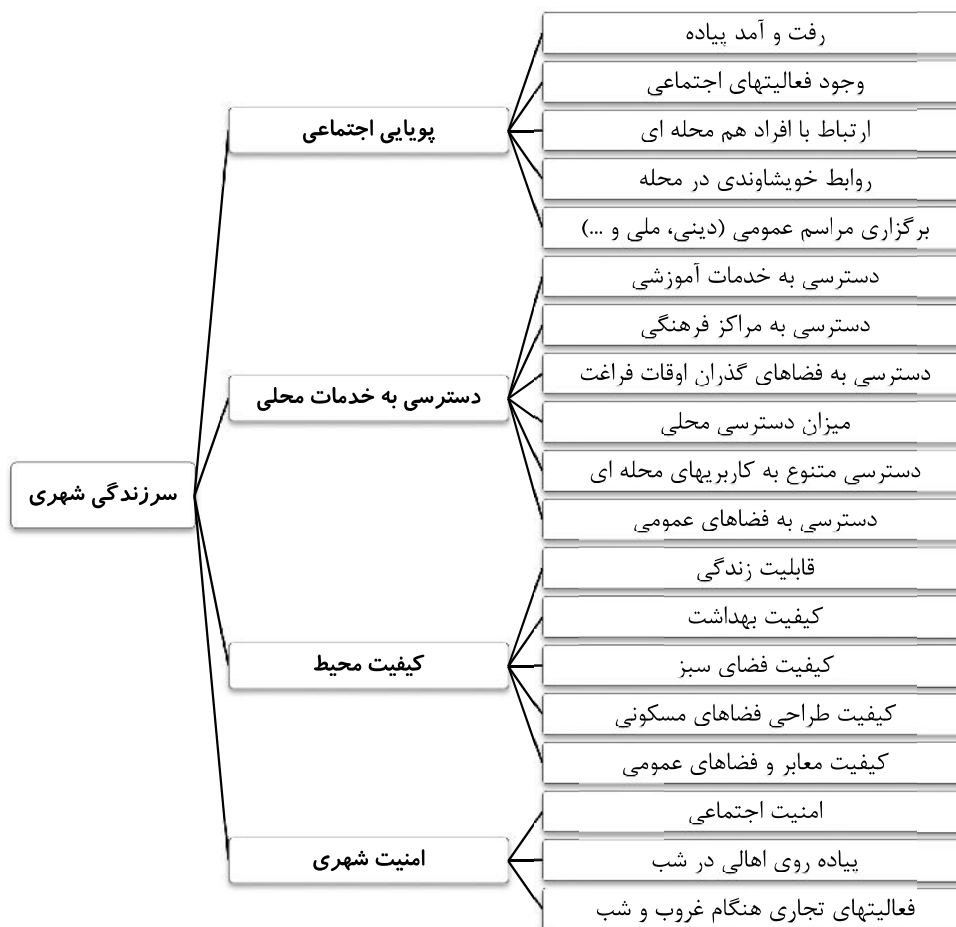 سرزندگی شهری
پویایی اجتماعی
رفت و آمد پیاده
وجود فعالیتهای اجتماعی
ارتباط با افراد هم محله ای
روابط خویشاوندی در محله
برگزاری مراسم عمومی (دینی، ملی و ...)
دسترسی به خدمات محلی
دسترسی به خدمات آموزشی
دسترسی به مراکز فرهنگی
دسترسی به فضاهای گذران اوقات فراغت
میزان دسترسی محلی
دسترسی متنوع به کاربریهای محله ای
دسترسی به فضاهای عمومی
کیفیت محیط
قابلیت زندگی
کیفیت بهداشت
کیفیت فضای سبز
کیفیت طراحی فضاهای مسکونی
کیفیت معابر و فضاهای عمومی
امنیت شهری
امنیت اجتماعی
پیاده روی اهالی در شب
فعالیتهای تجاری هنگام غروب و شب